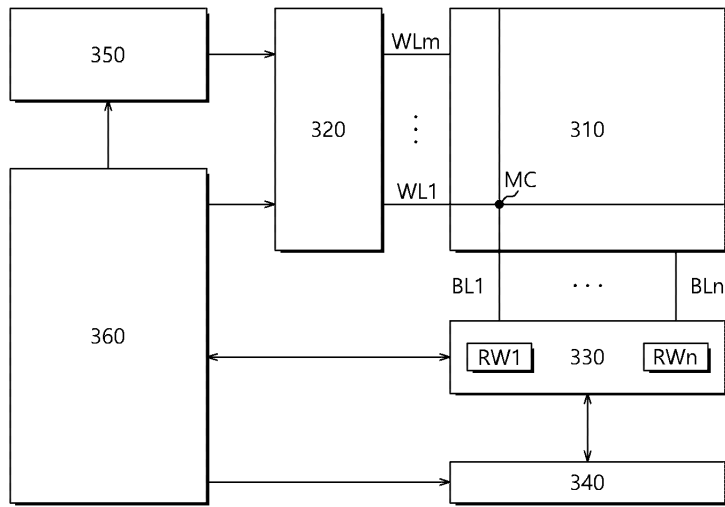 350
320
WLm
⋮
310
WL1
MC
360
BL1
· · ·
BLn
RW1
330
RWn
340